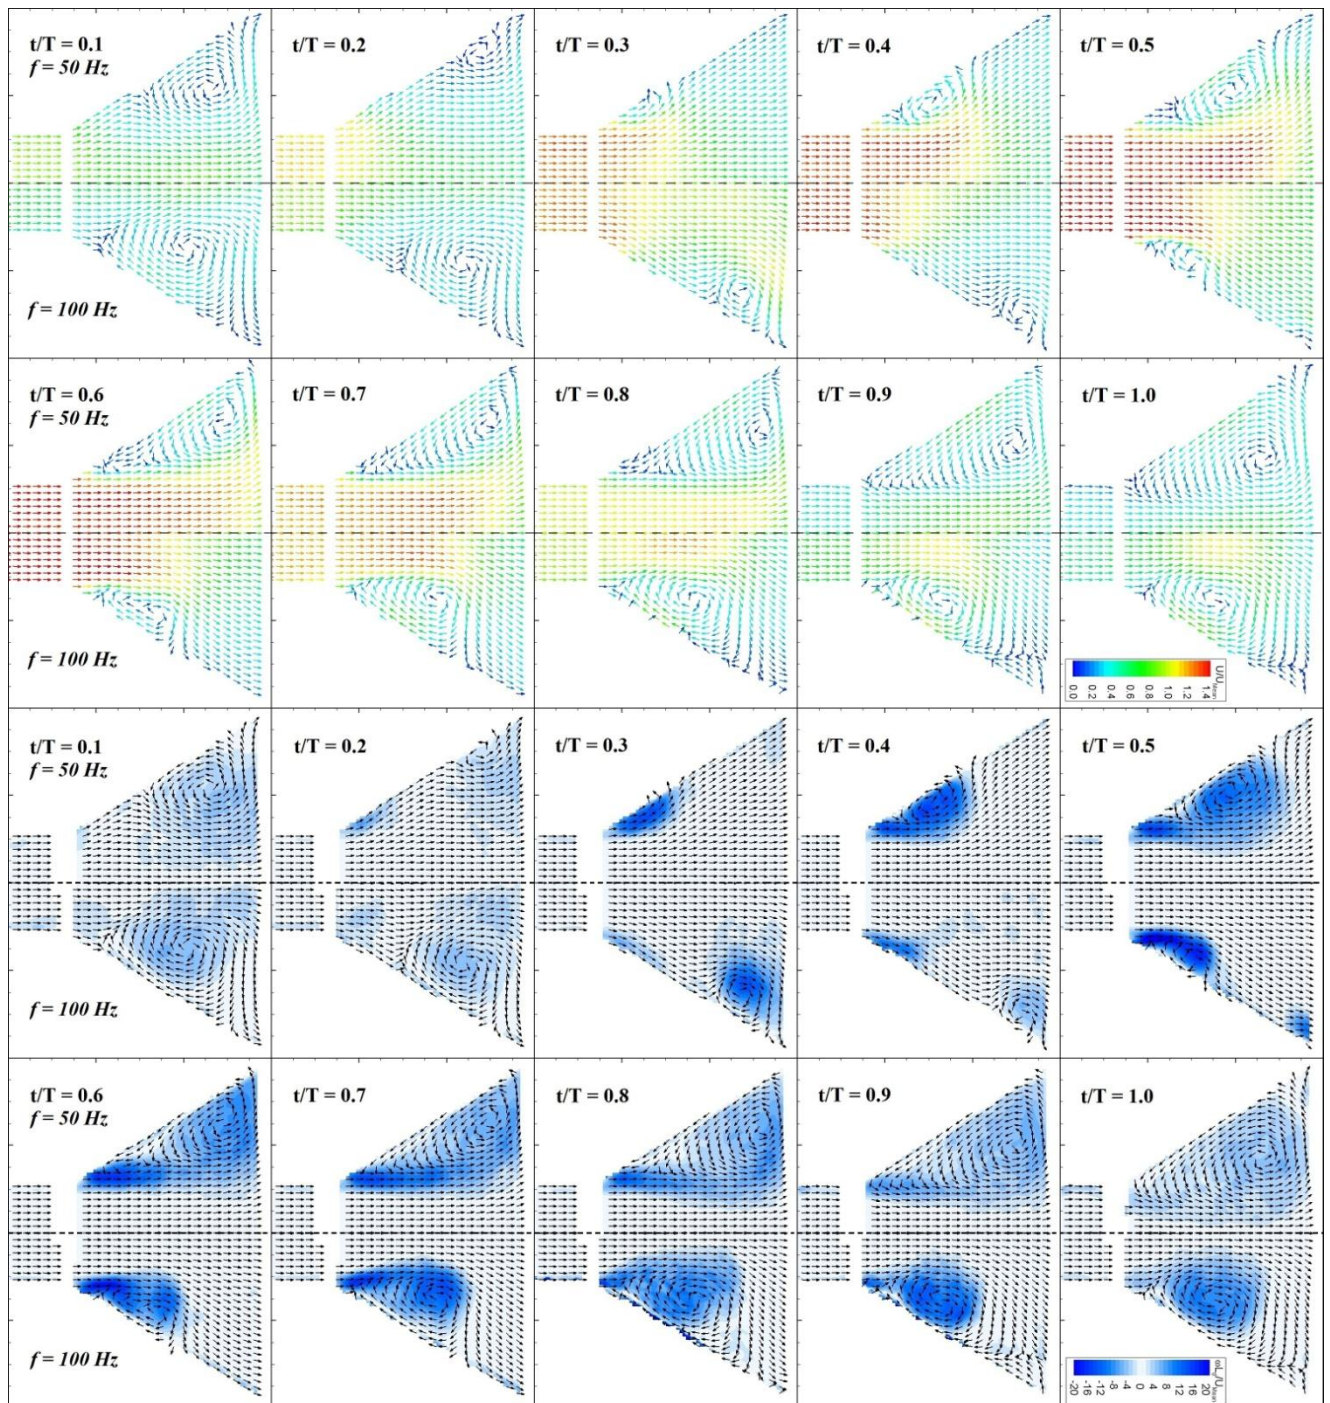 t/T = 0.1
f = 50 Hz
t/T = 0.2
t/T = 0.3
t/T = 0.4
t/T = 0.5
f = 100 Hz
t/T = 0.6
f = 50 Hz
t/T = 0.7
t/T = 0.8
t/T = 0.9
t/T = 1.0
f = 100 Hz
U/U_Mean
0.0 0.2 0.4 0.6 0.8 1.0 1.2 1.4
t/T = 0.1
f = 50 Hz
t/T = 0.2
t/T = 0.3
t/T = 0.4
t/T = 0.5
f = 100 Hz
t/T = 0.6
f = 50 Hz
t/T = 0.7
t/T = 0.8
t/T = 0.9
t/T = 1.0
f = 100 Hz
-20 -16 -12 -8 -4 0 4 8 12 16 20